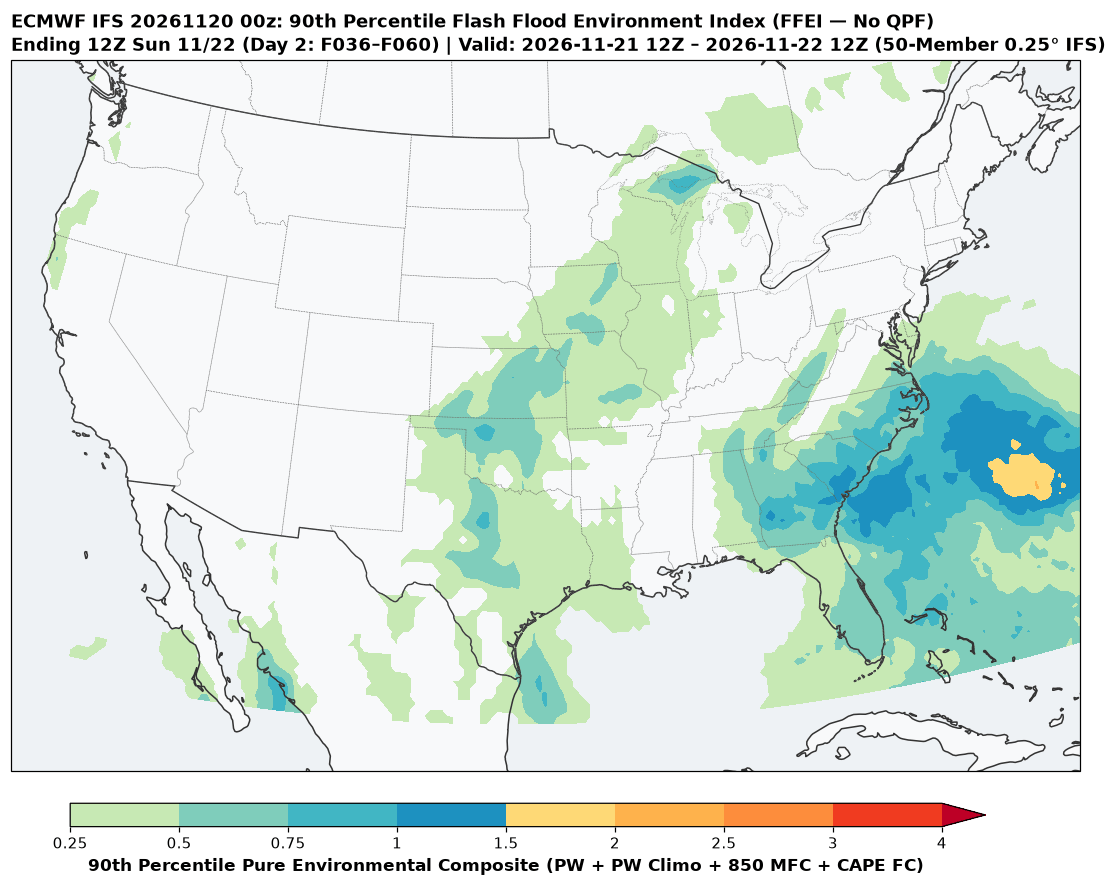 ECMWF IFS 20261120 00z: 90th Percentile Flash Flood Environment Index (FFEI — No QPF)
Ending 12Z Sun 11/22 (Day 2: F036–F060) | Valid: 2026-11-21 12Z – 2026-11-22 12Z (50-Member 0.25° IFS)
0.25 0.5 0.75 1 1.5 2 2.5 3 4
90th Percentile Pure Environmental Composite (PW + PW Climo + 850 MFC + CAPE FC)